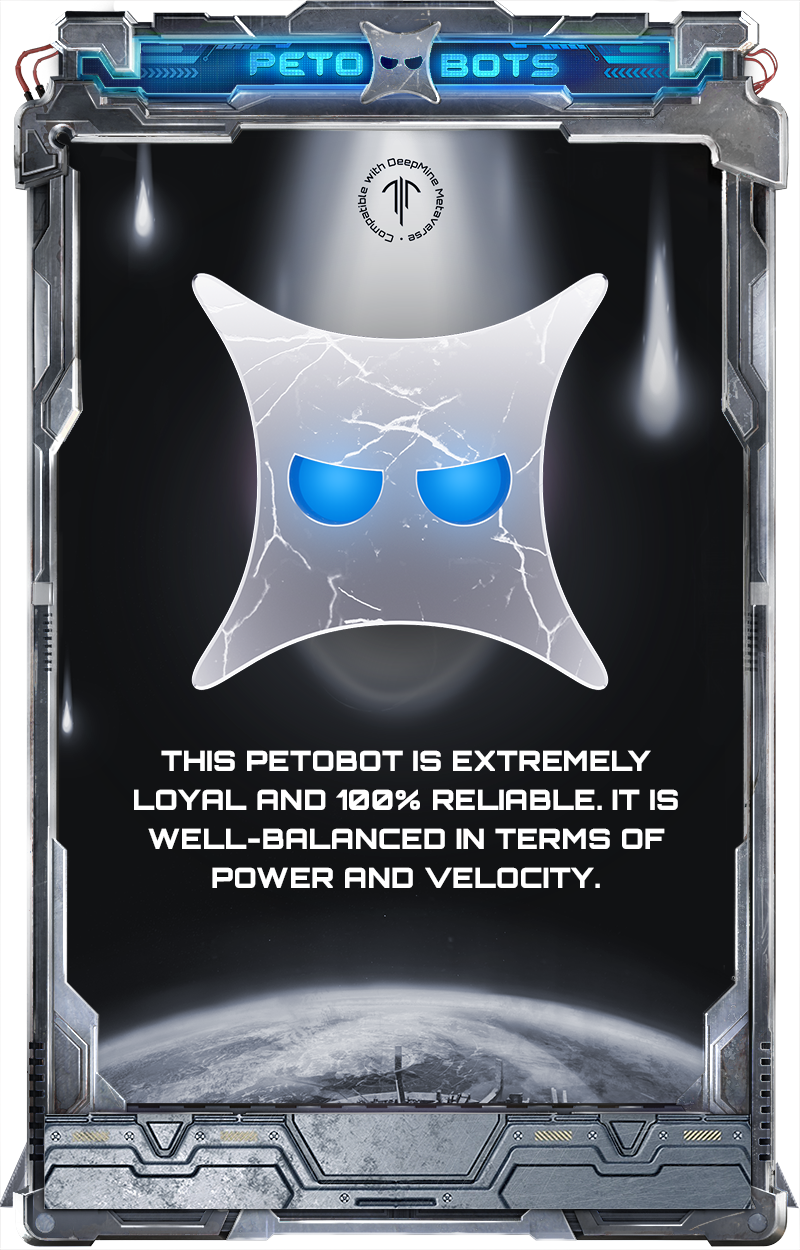 PETO BOTS
Compatible with DeepMine Metaverse •
THIS PETOBOT IS EXTREMELY
LOYAL AND 100% RELIABLE. IT IS
WELL-BALANCED IN TERMS OF
POWER AND VELOCITY.